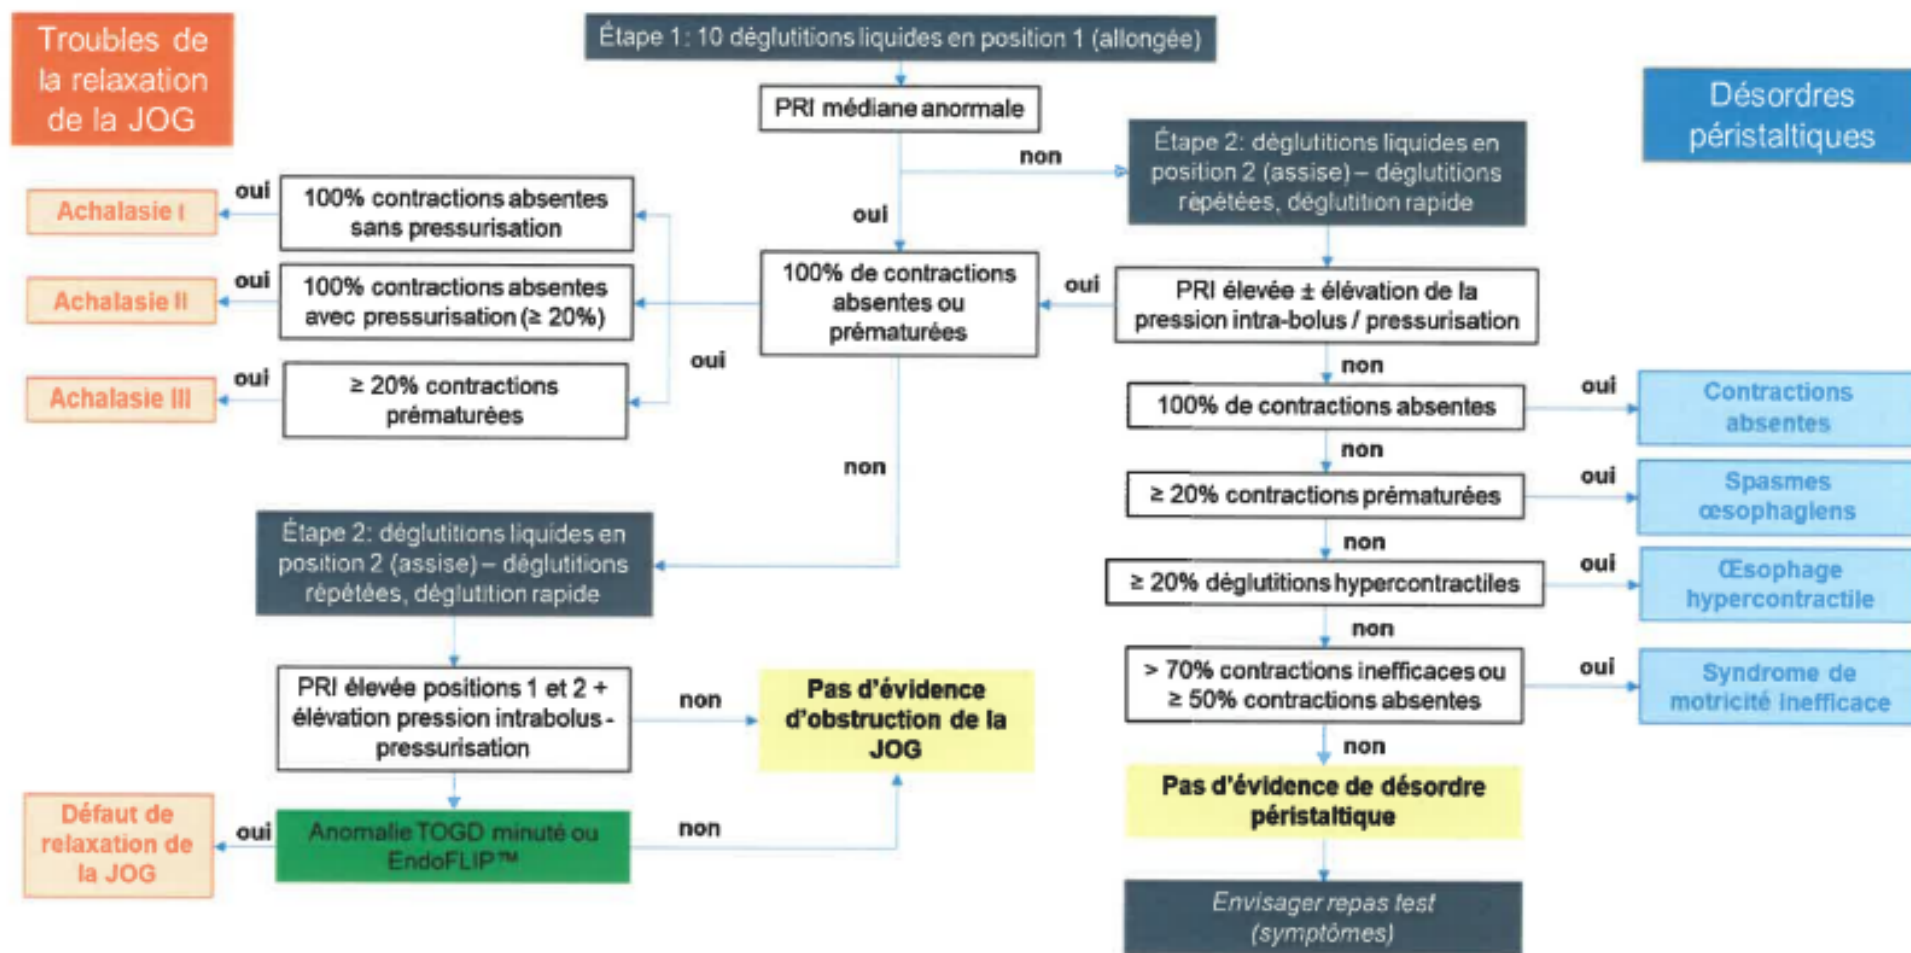 Troubles de
la relaxation
de la JOG
Étape 1: 10 déglutitions liquides en position 1 (allongée)
PRI médiane anormale
Désordres
péristaltiques
non
Étape 2: déglutitions liquides en
position 2 (assise) – déglutitions
répétées, déglutition rapide
oui
Achalasie I
oui
100% contractions absentes
sans pressurisation
Achalasie II
oui
100% contractions absentes
avec pressurisation (≥ 20%)
Achalasie III
oui
≥ 20% contractions
prématurées
oui
100% de contractions
absentes ou
prématurées
oui
PRI élevée ± élévation de la
pression intra-bolus / pressurisation
non
100% de contractions absentes
oui
Contractions
absentes
non
≥ 20% contractions prématurées
oui
Spasmes
œsophagiens
non
≥ 20% déglutitions hypercontractiles
oui
Œsophage
hypercontractile
non
> 70% contractions inefficaces ou
≥ 50% contractions absentes
oui
Syndrome de
motricité inefficace
non
Pas d'évidence de désordre
péristaltique
Envisager repas test
(symptômes)
non
Étape 2: déglutitions liquides en
position 2 (assise) – déglutitions
répétées, déglutition rapide
PRI élevée positions 1 et 2 +
élévation pression intrabolus -
pressurisation
non
Pas d'évidence
d'obstruction de la
JOG
Défaut de
relaxation de
la JOG
oui
Anomalie TOGD minuté ou
EndoFLIP™
non